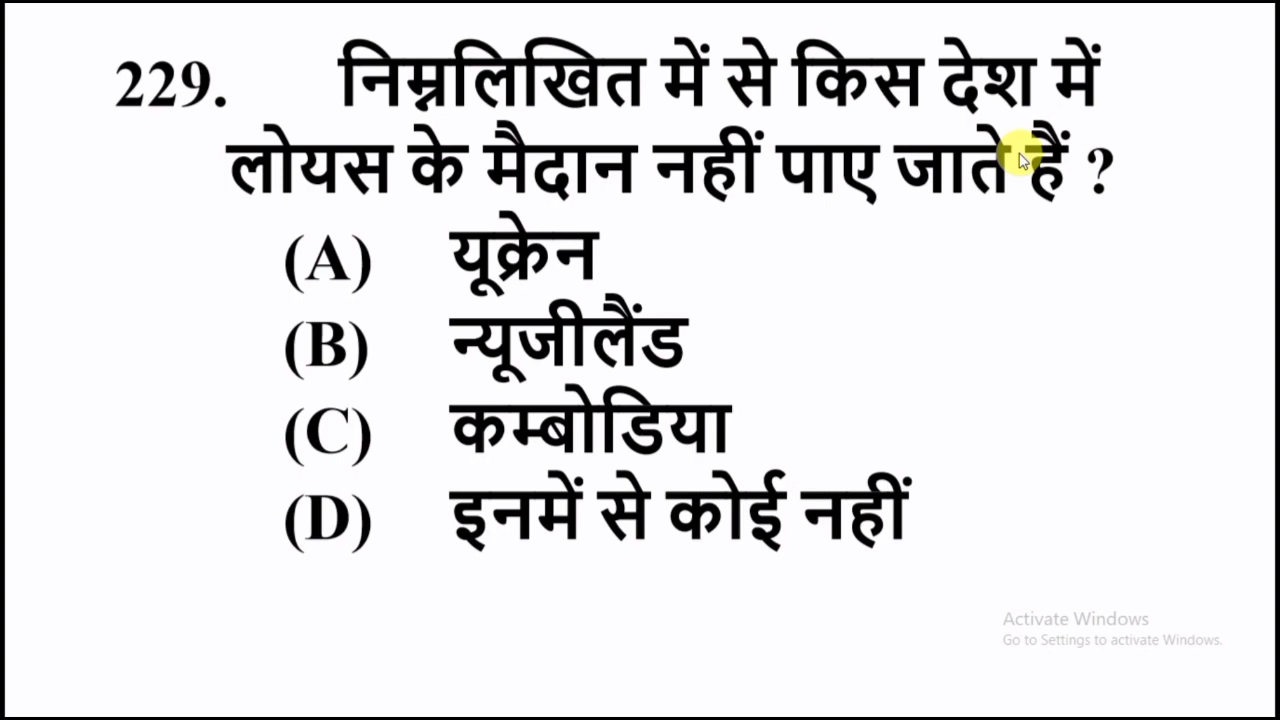 229. निम्नलिखित में से किस देश में
लोयस के मैदान नहीं पाए जाते हैं ?
(A) यूक्रेन
(B) न्यूजीलैंड
(C) कम्बोडिया
(D) इनमें से कोई नहीं
Activate Windows
Go to Settings to activate Windows.